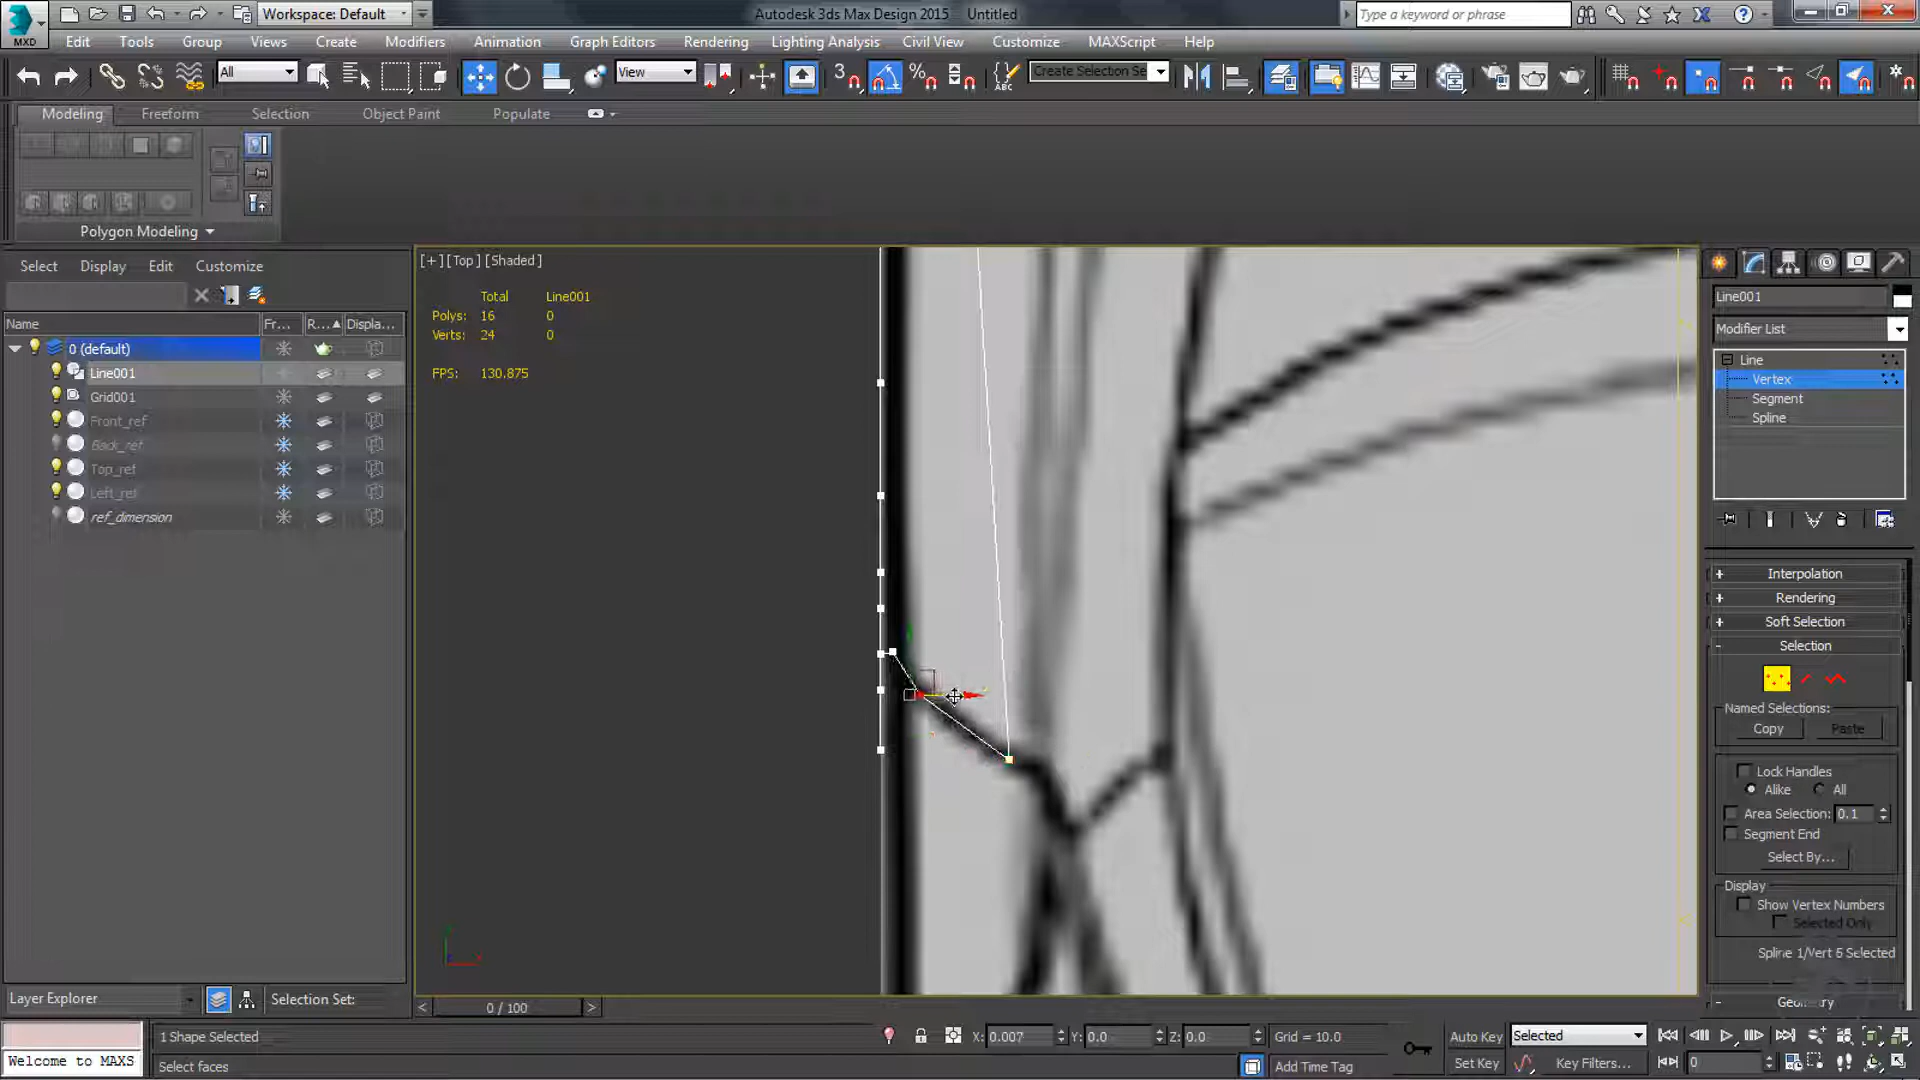 Workspace: Default
Autodesk 3ds Max Design 2015    Untitled
Type a keyword or phrase
MXD
Edit  Tools  Group  Views  Create  Modifiers  Animation  Graph Editors  Rendering  Lighting Analysis  Civil View  Customize  MAXScript  Help
All
View
3
%
ABC
Create Selection Se
Modeling  Freeform  Selection  Object Paint  Populate
Polygon Modeling
Select  Display  Edit  Customize
Name  Fr...  R...  Displa...
0 (default)
Line001
Grid001
Front_ref
Back_ref
Top_ref
Left_ref
ref_dimension
[+] [Top] [Shaded]
Total  Line001
Polys: 16  0
Verts: 24  0
FPS: 130.875
Line001
Modifier List
Line
Vertex
Segment
Spline
+ Interpolation
+ Rendering
+ Soft Selection
- Selection
Named Selections:
Copy  Paste
Lock Handles
Alike  All
Area Selection: 0.1
Segment End
Select By...
Display
Show Vertex Numbers
Selected Only
Spline 1/Vert 5 Selected
- Geometry
Layer Explorer
Selection Set:
< 0 / 100 >
Welcome to MAXS
1 Shape Selected
Select faces
X: 0.007  Y: 0.0  Z: 0.0
Grid = 10.0
Add Time Tag
Auto Key  Selected
Set Key  Key Filters...
0